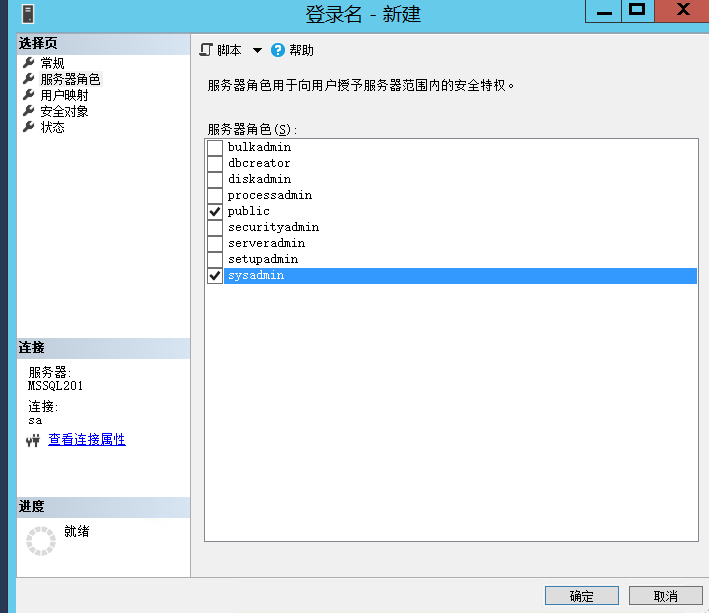 登录名 - 新建
选择页
常规
服务器角色
用户映射
安全对象
状态
脚本
帮助
服务器角色用于向用户授予服务器范围内的安全特权。
服务器角色(S):
bulkadmin
dbcreator
diskadmin
processadmin
public
securityadmin
serveradmin
setupadmin
sysadmin
连接
服务器:
MSSQL201
连接:
sa
查看连接属性
进度
就绪
确定
取消